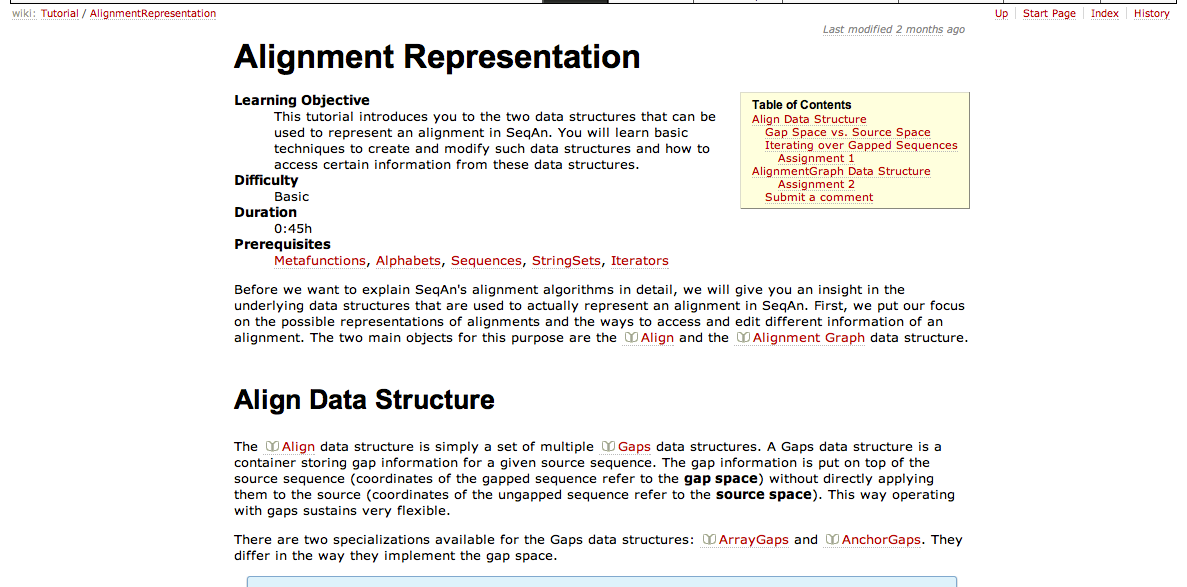 wiki: Tutorial / AlignmentRepresentation
Up Start Page Index History
Last modified 2 months ago
Alignment Representation
Learning Objective
This tutorial introduces you to the two data structures that can be
used to represent an alignment in SeqAn. You will learn basic
techniques to create and modify such data structures and how to
access certain information from these data structures.
Difficulty
Basic
Duration
0:45h
Prerequisites
Metafunctions, Alphabets, Sequences, StringSets, Iterators
Table of Contents
Align Data Structure
Gap Space vs. Source Space
Iterating over Gapped Sequences
Assignment 1
AlignmentGraph Data Structure
Assignment 2
Submit a comment
Before we want to explain SeqAn's alignment algorithms in detail, we will give you an insight in the
underlying data structures that are used to actually represent an alignment in SeqAn. First, we put our focus
on the possible representations of alignments and the ways to access and edit different information of an
alignment. The two main objects for this purpose are the Align and the Alignment Graph data structure.
Align Data Structure
The Align data structure is simply a set of multiple Gaps data structures. A Gaps data structure is a
container storing gap information for a given source sequence. The gap information is put on top of the
source sequence (coordinates of the gapped sequence refer to the gap space) without directly applying
them to the source (coordinates of the ungapped sequence refer to the source space). This way operating
with gaps sustains very flexible.
There are two specializations available for the Gaps data structures: ArrayGaps and AnchorGaps. They
differ in the way they implement the gap space.